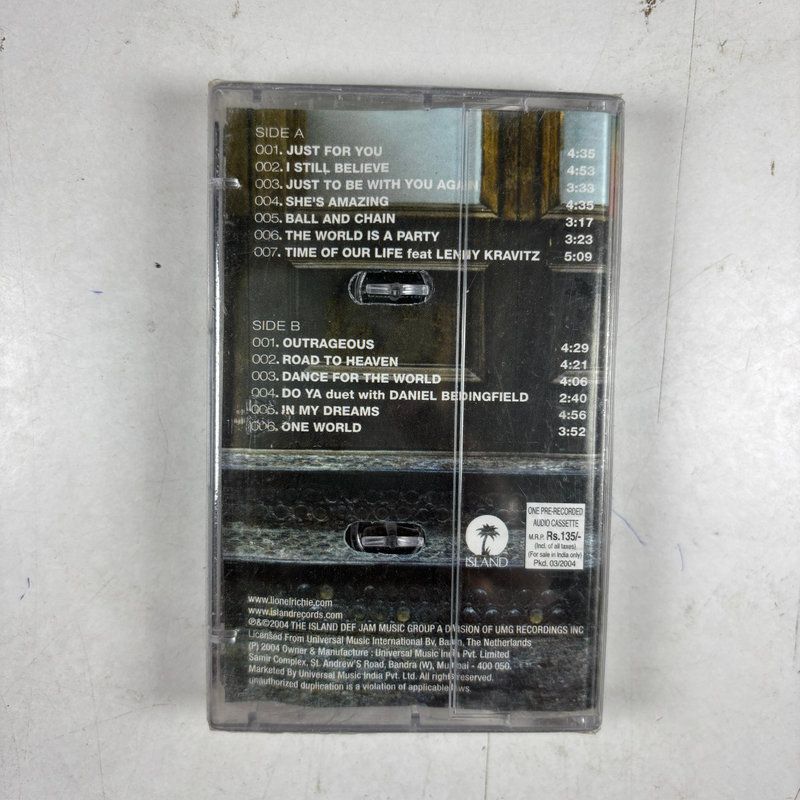 SIDE A
001. JUST FOR YOU 4:35
002. I STILL BELIEVE 4:53
003. JUST TO BE WITH YOU AGAIN 3:33
004. SHE'S AMAZING 4:35
005. BALL AND CHAIN 3:17
006. THE WORLD IS A PARTY 3:23
007. TIME OF OUR LIFE feat LENNY KRAVITZ 5:09
SIDE B
001. OUTRAGEOUS 4:29
002. ROAD TO HEAVEN 4:21
003. DANCE FOR THE WORLD 4:06
004. DO YA duet with DANIEL BEDINGFIELD 2:40
005. IN MY DREAMS 4:56
006. ONE WORLD 3:52
ISLAND
ONE PRE-RECORDED
AUDIO CASSETTE
M.R.P. Rs.135/-
(Incl. of all taxes)
(For sale in India only)
Pkd. 03/2004
www.lionelrichie.com
www.islandrecords.com
℗&©2004 THE ISLAND DEF JAM MUSIC GROUP A DIVISION OF UMG RECORDINGS INC
Licensed From Universal Music International Bv, Baarn, The Netherlands
(P) 2004 Owner & Manufacture : Universal Music India Pvt. Limited
Samir Complex, St. Andrew'S Road, Bandra (W), Mumbai - 400 050.
Marketed By Universal Music India Pvt. Ltd. All rights reserved.
unauthorized duplication is a violation of applicable laws.